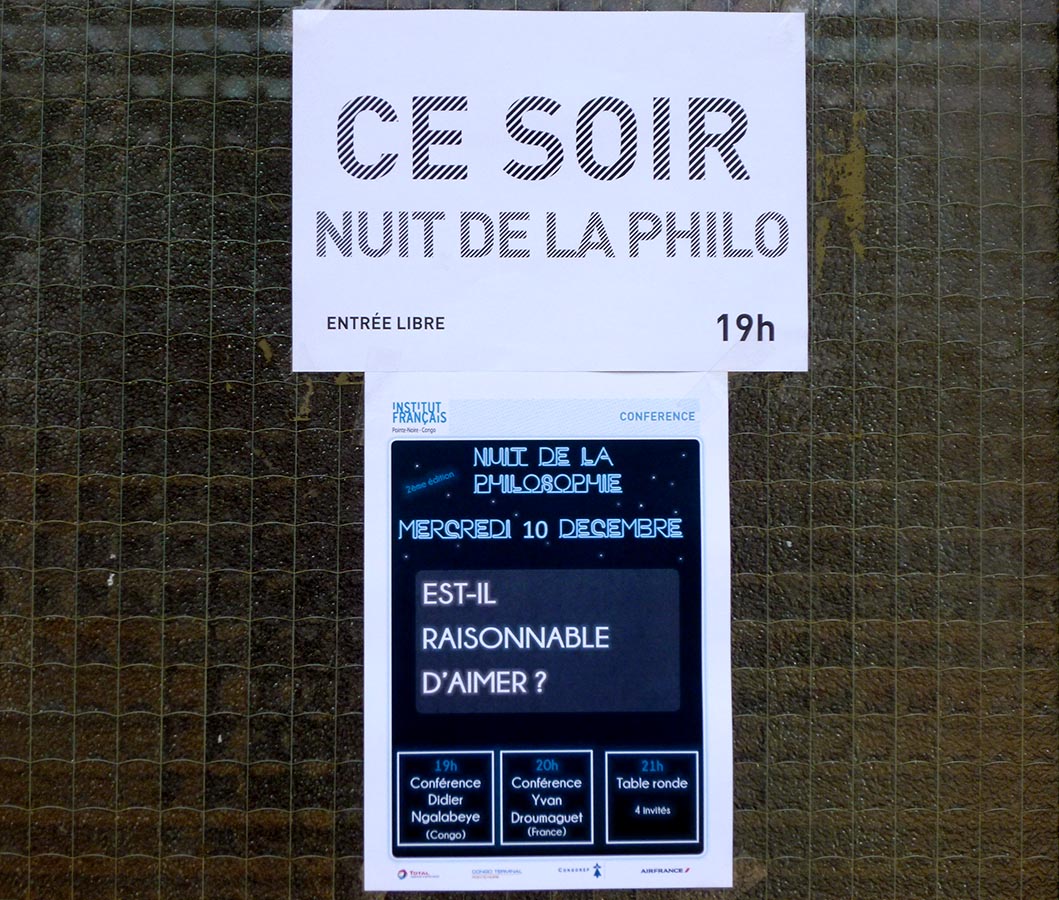 CE SOIR
NUIT DE LA PHILO
ENTRÉE LIBRE
19h
INSTITUT
FRANÇAIS
Pointe-Noire - Congo
CONFERENCE
NUIT DE LA
PHILOSOPHIE
2ème édition
MERCREDI 10 DECEMBRE
EST-IL
RAISONNABLE
D'AIMER ?
19h
Conférence
Didier
Ngalabeye
(Congo)
20h
Conférence
Yvan
Droumaguet
(France)
21h
Table ronde
4 invités
TOTAL
CONGO TERMINAL
CONGOREP
AIRFRANCE